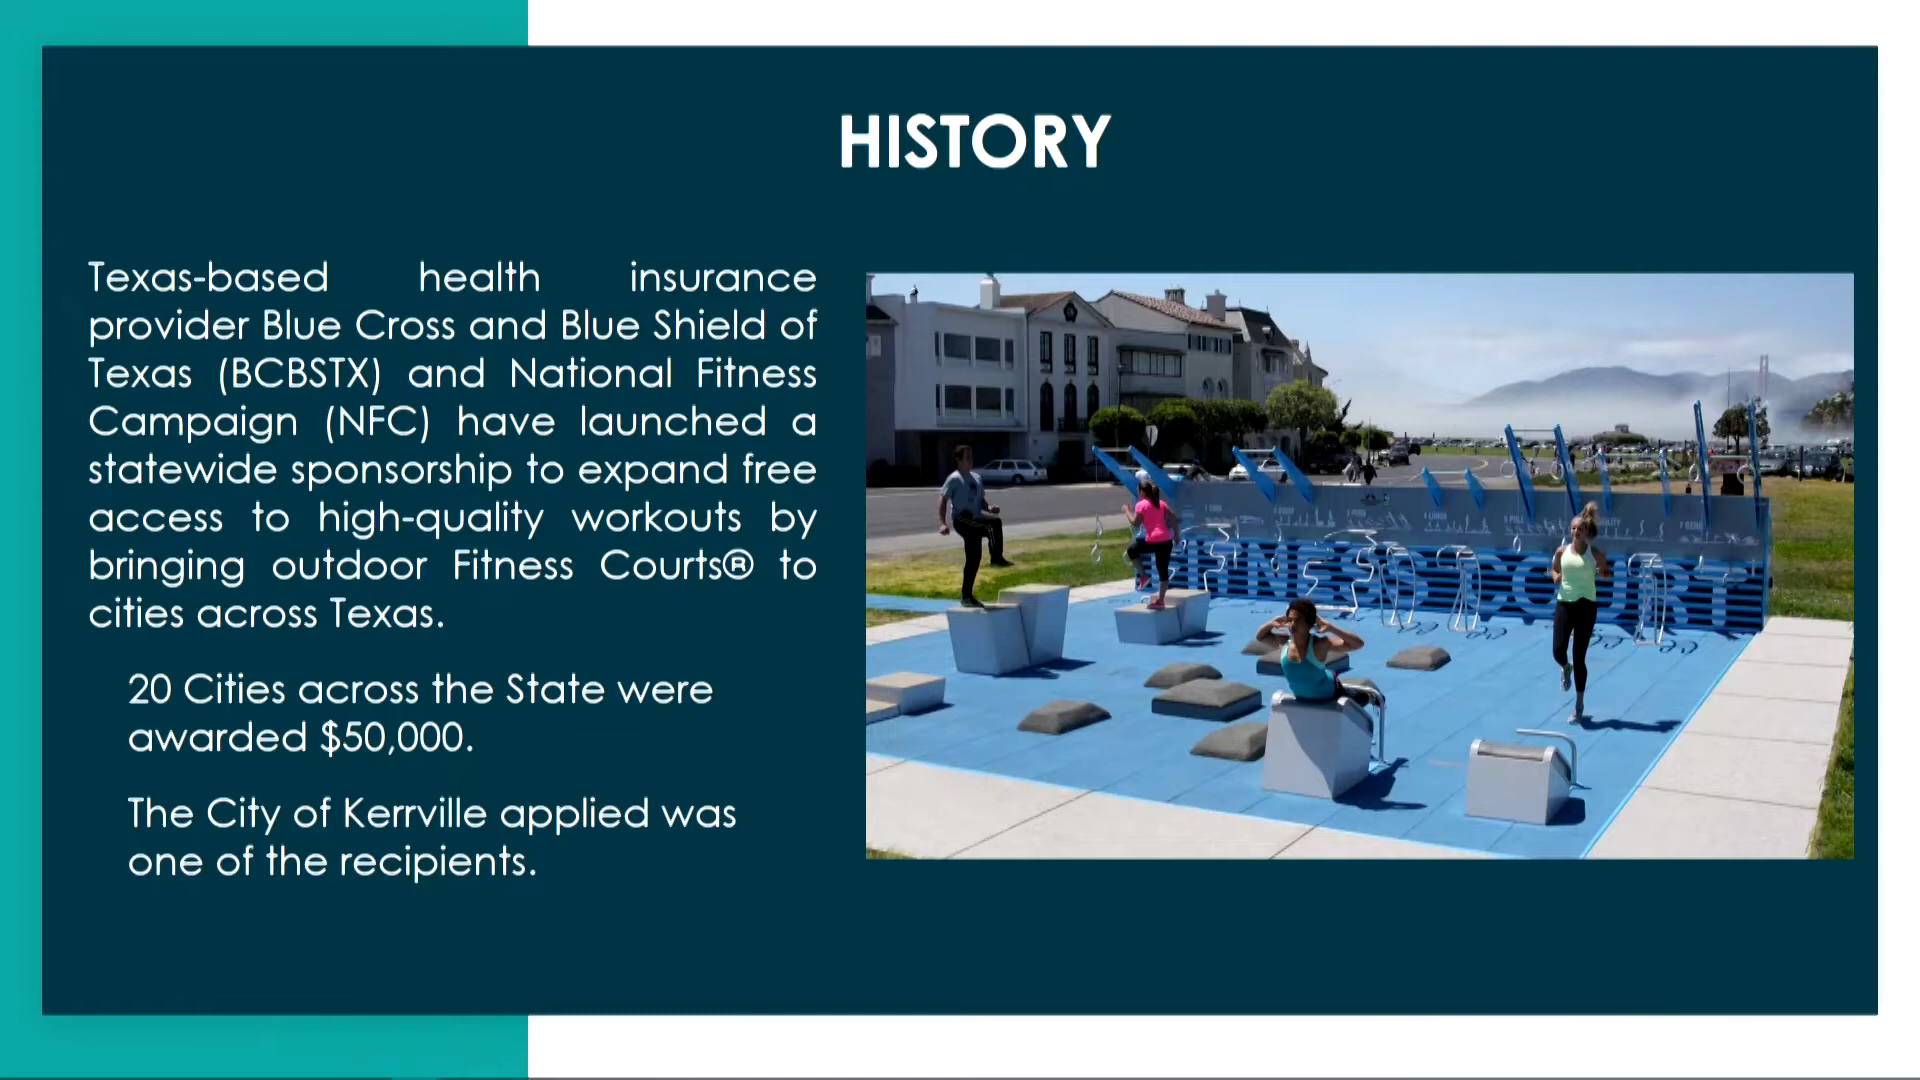 HISTORY
Texas-based health insurance
provider Blue Cross and Blue Shield of
Texas (BCBSTX) and National Fitness
Campaign (NFC) have launched a
statewide sponsorship to expand free
access to high-quality workouts by
bringing outdoor Fitness Courts® to
cities across Texas.
20 Cities across the State were
awarded $50,000.
The City of Kerrville applied was
one of the recipients.
FITNESS COURT